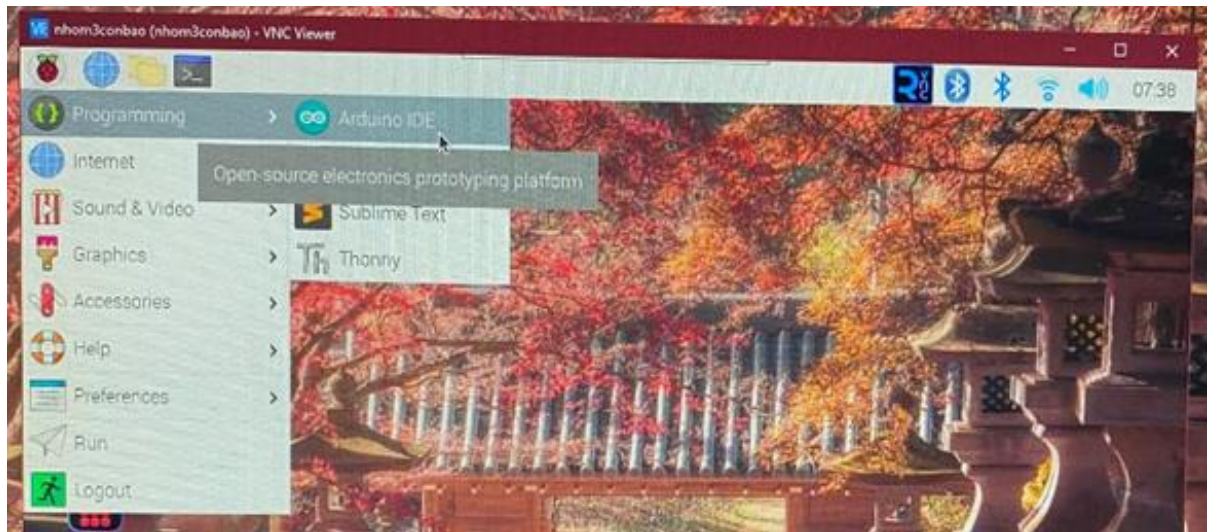 nhom3conbao (nhom3conbao) - VNC Viewer
07:38
Programming
Arduino IDE
Internet
Open-source electronics prototyping platform
Sound & Video
Sublime Text
Graphics
Thonny
Accessories
Help
Preferences
Run
Logout